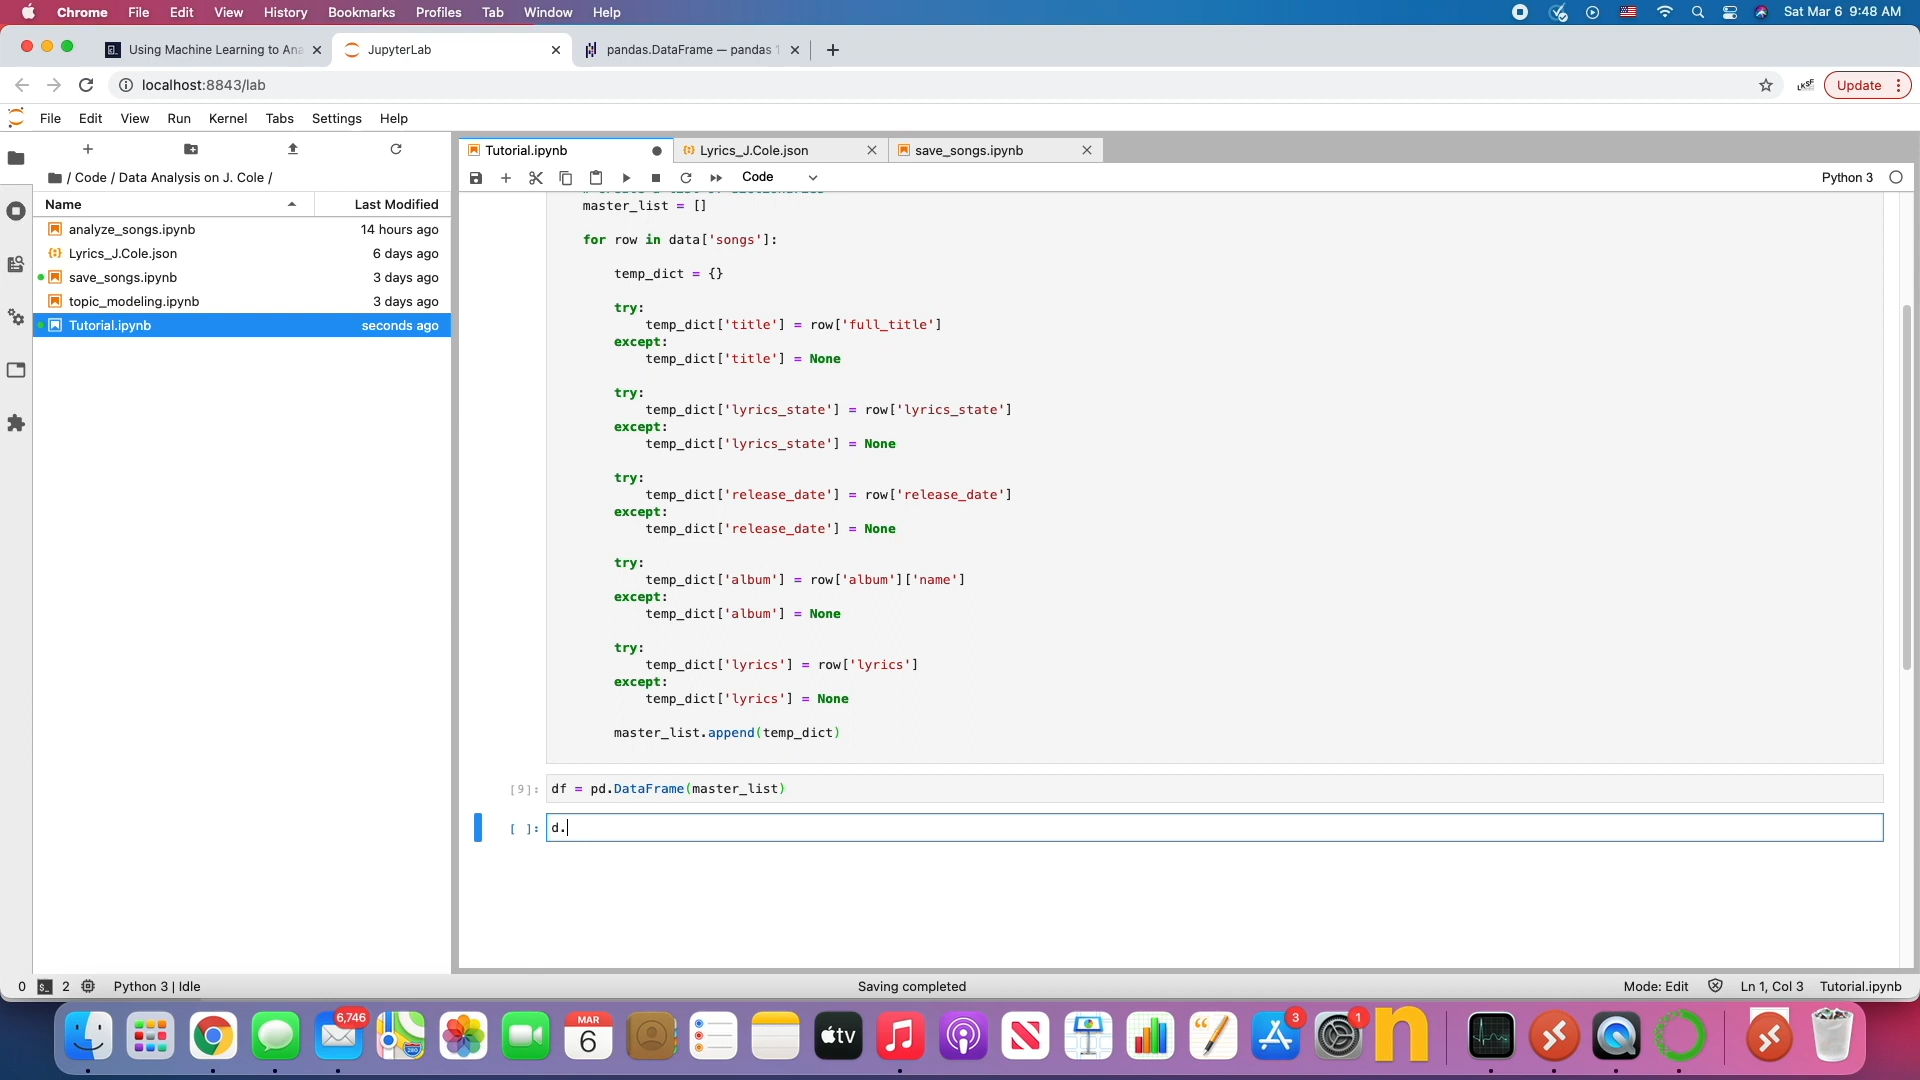 Chrome File Edit View History Bookmarks Profiles Tab Window Help Sat Mar 6 9:48 AM
Using Machine Learning to Ana JupyterLab pandas.DataFrame — pandas 1
localhost:8843/lab Update
File Edit View Run Kernel Tabs Settings Help
/ Code / Data Analysis on J. Cole /
Name Last Modified
analyze_songs.ipynb 14 hours ago
Lyrics_J.Cole.json 6 days ago
save_songs.ipynb 3 days ago
topic_modeling.ipynb 3 days ago
Tutorial.ipynb seconds ago
Tutorial.ipynb Lyrics_J.Cole.json save_songs.ipynb
Code Python 3
master_list = []
for row in data['songs']:
temp_dict = {}
try:
temp_dict['title'] = row['full_title']
except:
temp_dict['title'] = None
try:
temp_dict['lyrics_state'] = row['lyrics_state']
except:
temp_dict['lyrics_state'] = None
try:
temp_dict['release_date'] = row['release_date']
except:
temp_dict['release_date'] = None
try:
temp_dict['album'] = row['album']['name']
except:
temp_dict['album'] = None
try:
temp_dict['lyrics'] = row['lyrics']
except:
temp_dict['lyrics'] = None
master_list.append(temp_dict)
[9]: df = pd.DataFrame(master_list)
[ ]: d.
0 2 Python 3 | Idle Saving completed Mode: Edit Ln 1, Col 3 Tutorial.ipynb
6,746 MAR 6 tv 3 1 n
280